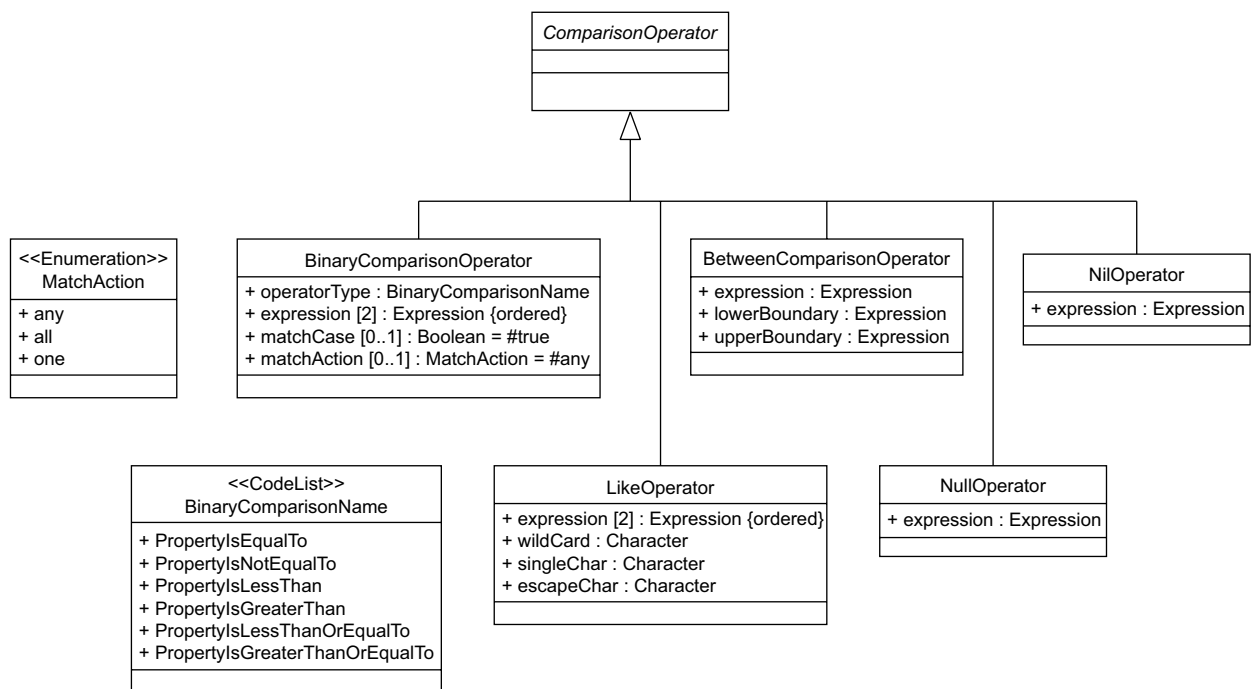 ComparisonOperator
<<Enumeration>>
MatchAction
+ any
+ all
+ one
BinaryComparisonOperator
+ operatorType : BinaryComparisonName
+ expression [2] : Expression {ordered}
+ matchCase [0..1] : Boolean = #true
+ matchAction [0..1] : MatchAction = #any
BetweenComparisonOperator
+ expression : Expression
+ lowerBoundary : Expression
+ upperBoundary : Expression
NilOperator
+ expression : Expression
<<CodeList>>
BinaryComparisonName
+ PropertyIsEqualTo
+ PropertyIsNotEqualTo
+ PropertyIsLessThan
+ PropertyIsGreaterThan
+ PropertyIsLessThanOrEqualTo
+ PropertyIsGreaterThanOrEqualTo
LikeOperator
+ expression [2] : Expression {ordered}
+ wildCard : Character
+ singleChar : Character
+ escapeChar : Character
NullOperator
+ expression : Expression